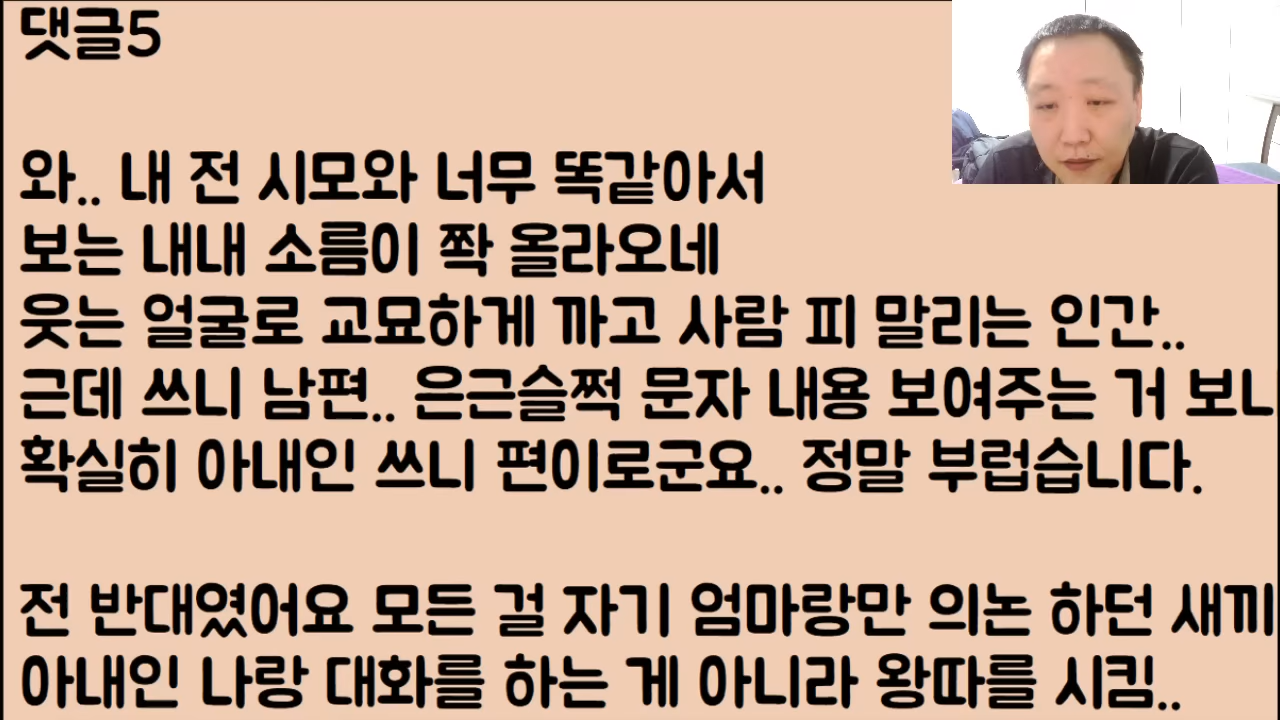 댓글5
와.. 내 전 시모와 너무 똑같아서
보는 내내 소름이 쫙 올라오네
웃는 얼굴로 교묘하게 까고 사람 피 말리는 인간..
근데 쓰니 남편.. 은근슬쩍 문자 내용 보여주는 거 보니
확실히 아내인 쓰니 편이로군요.. 정말 부럽습니다.
전 반대였어요 모든 걸 자기 엄마랑만 의논 하던 새끼
아내인 나랑 대화를 하는 게 아니라 왕따를 시킴..